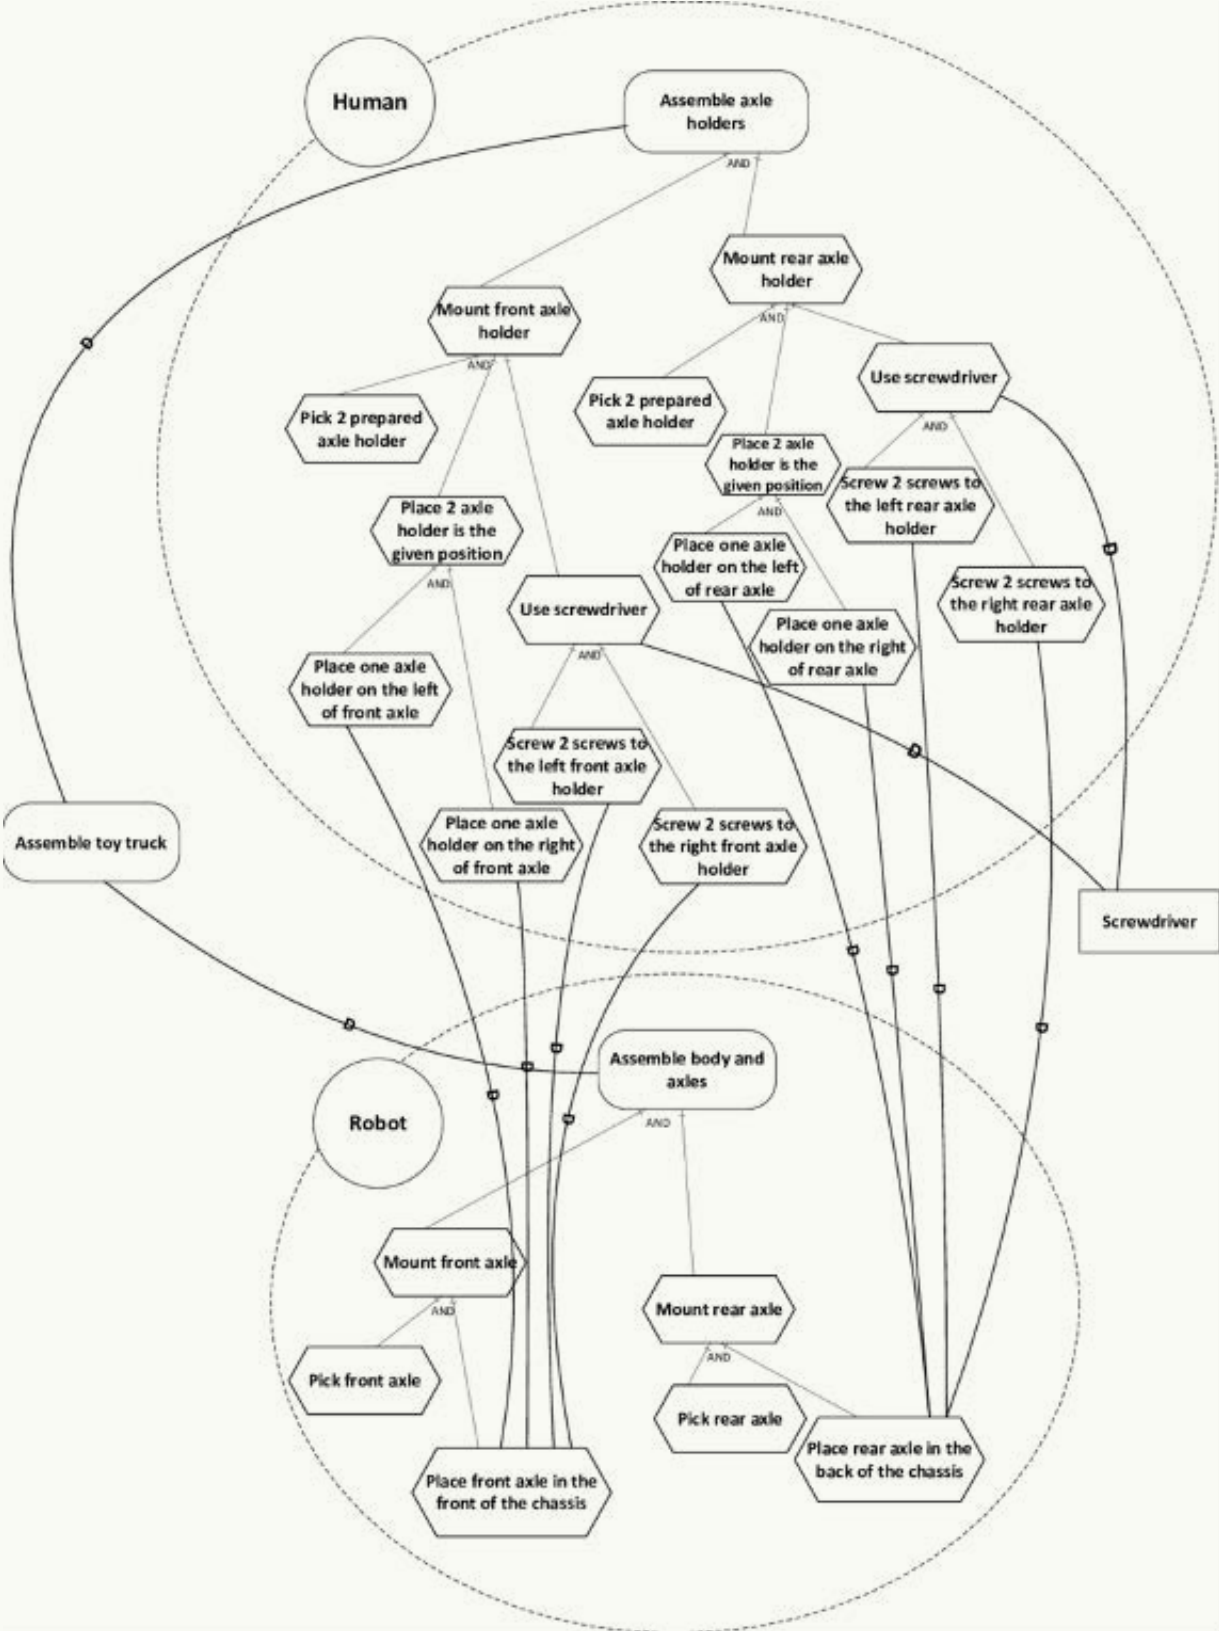 Human
Assemble axle
holders
AND
Mount rear axle
holder
AND
Mount front axle
holder
AND
Use screwdriver
AND
Pick 2 prepared
axle holder
Pick 2 prepared
axle holder
Place 2 axle
holder is the
given position
AND
Screw 2 screws to
the left rear axle
holder
Place 2 axle
holder is the
given position
AND
Place one axle
holder on the left
of rear axle
Screw 2 screws to
the right rear axle
holder
Use screwdriver
AND
Place one axle
holder on the right
of rear axle
Place one axle
holder on the left
of front axle
Screw 2 screws to
the left front axle
holder
Place one axle
holder on the right
of front axle
Screw 2 screws to
the right front axle
holder
Assemble toy truck
Screwdriver
D
D
D
D
D
D
D
D
D
D
D
D
Assemble body and
axles
AND
Robot
Mount front axle
AND
Mount rear axle
AND
Pick front axle
Pick rear axle
Place rear axle in the
back of the chassis
Place front axle in the
front of the chassis